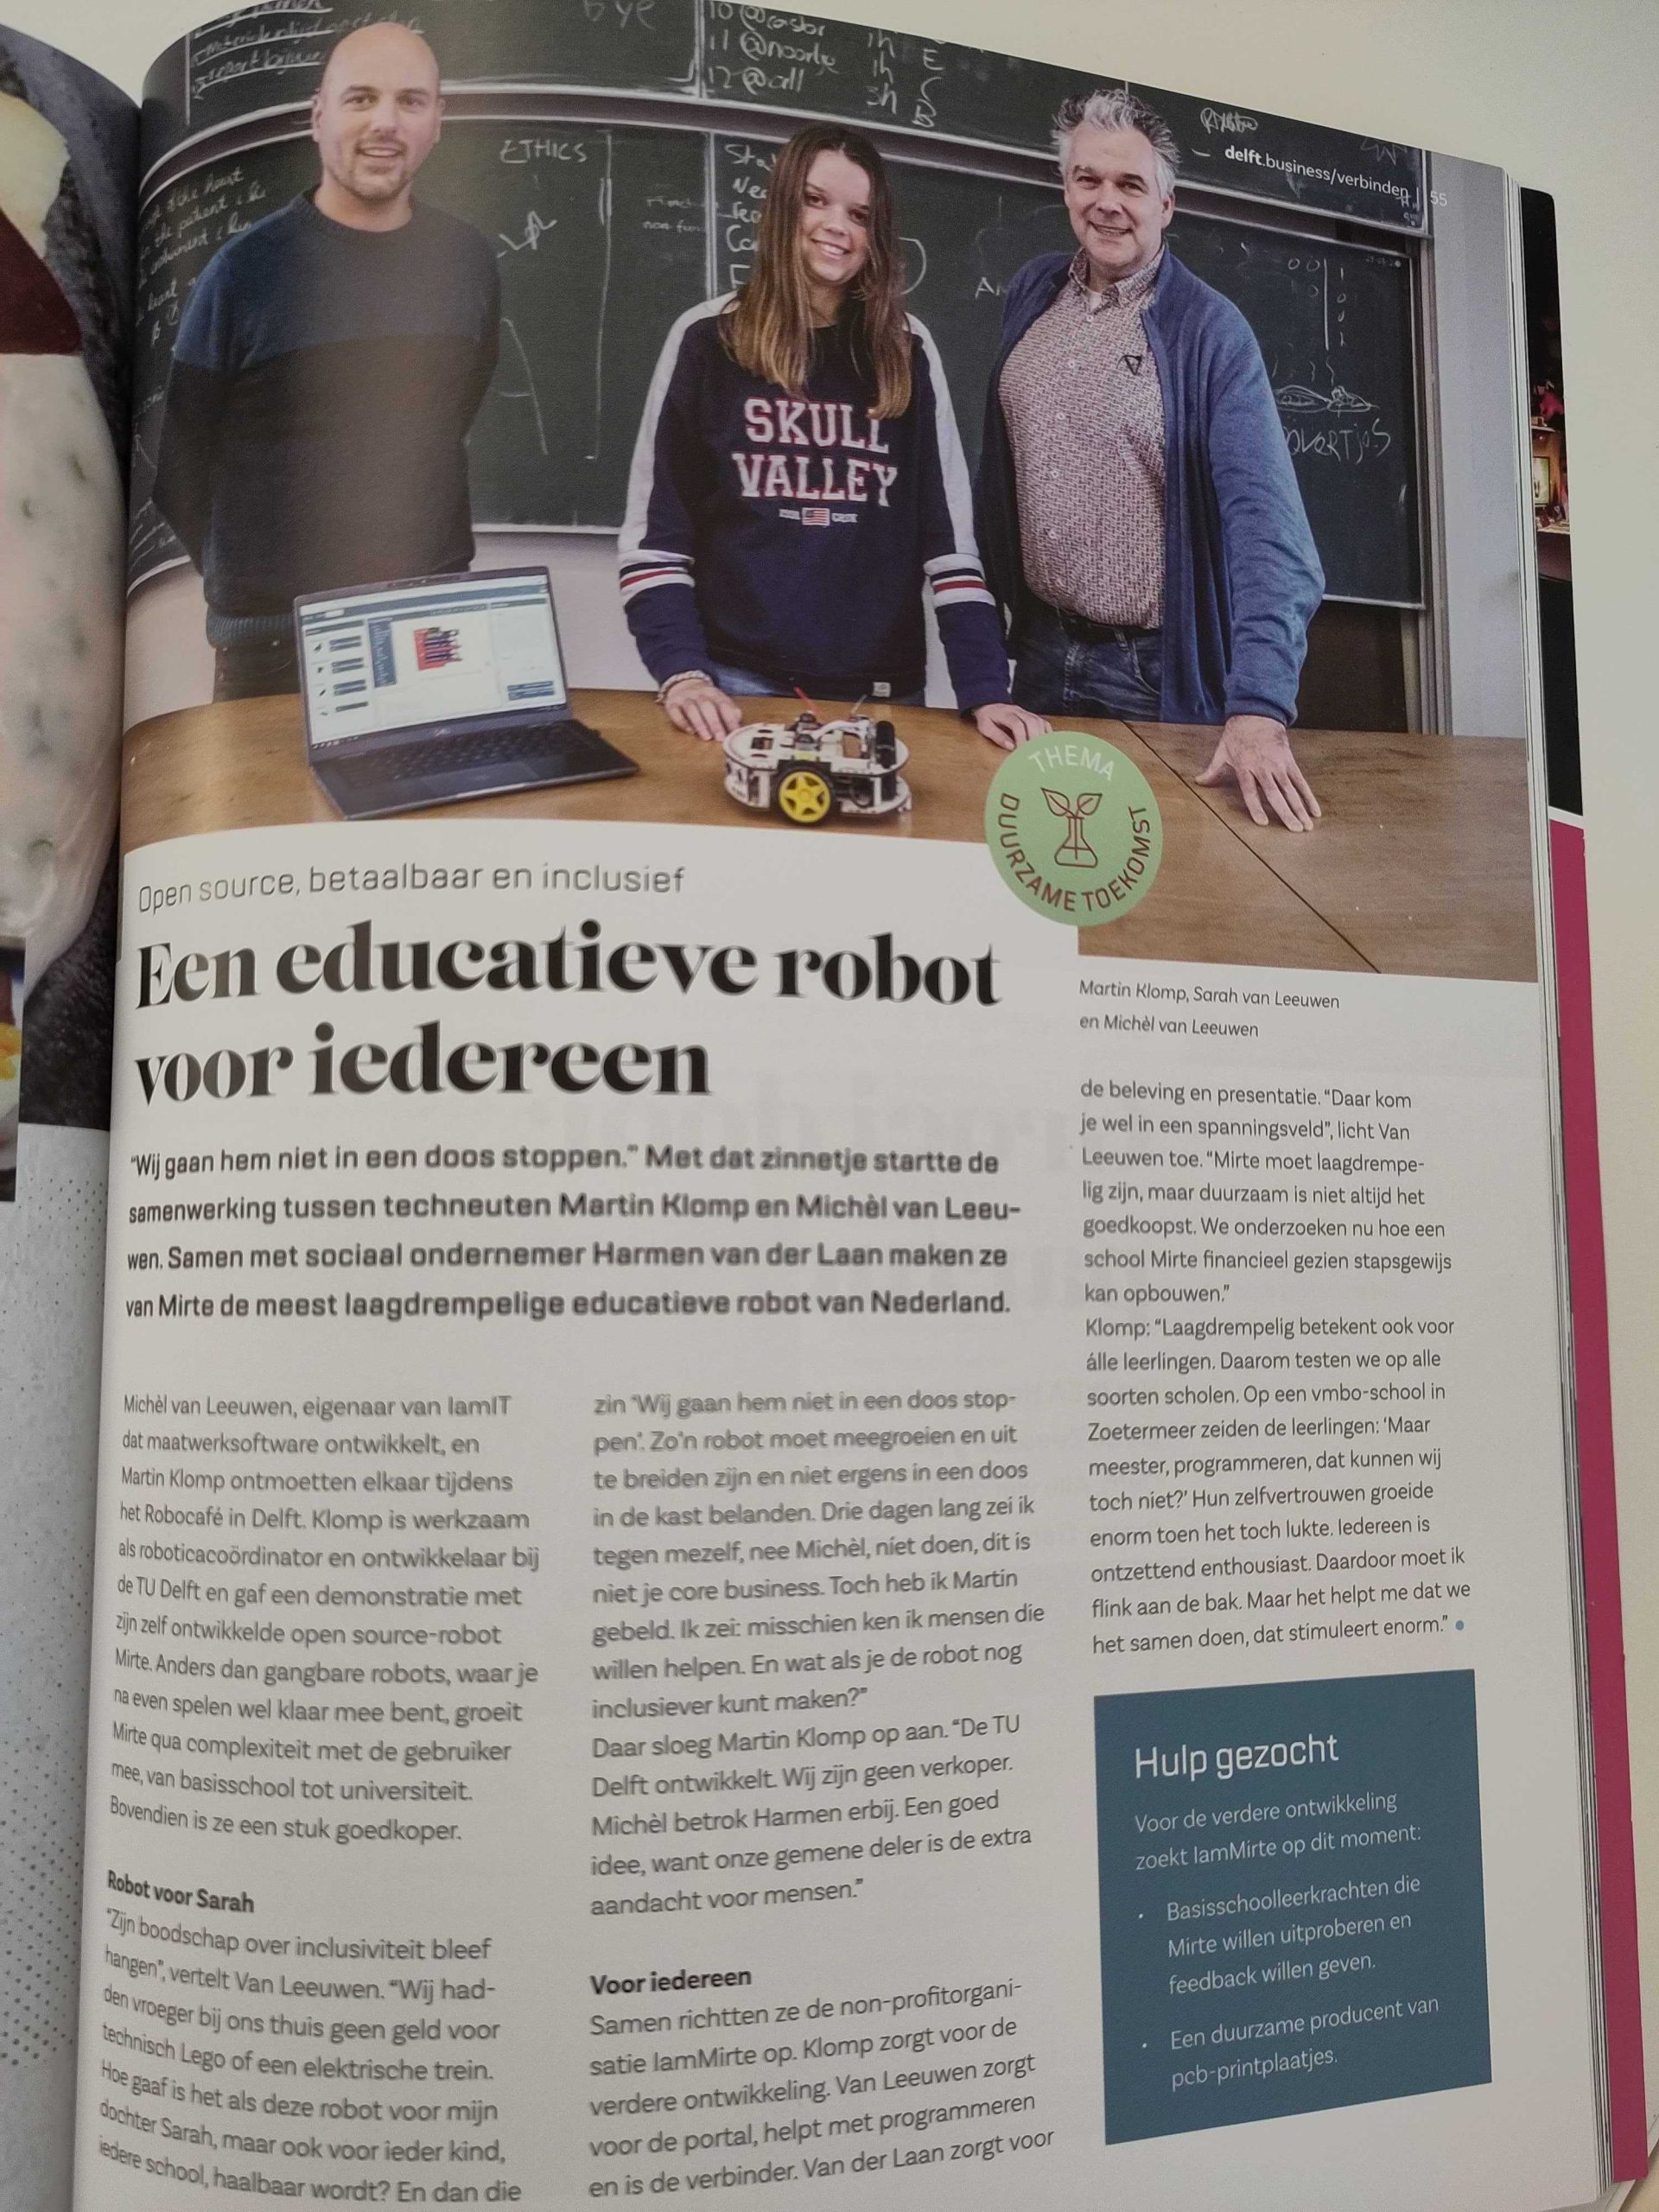 bye
10 @castor 1h E
11 @noortje 1h
12 @all 3h
ETHICS
delft.business/verbinden | 55
SKULL
VALLEY
THEMA
DUURZAME TOEKOMST
Open source, betaalbaar en inclusief
Een educatieve robot
voor iedereen
Martin Klomp, Sarah van Leeuwen
en Michèl van Leeuwen
"Wij gaan hem niet in een doos stoppen." Met dat zinnetje startte de
samenwerking tussen techneuten Martin Klomp en Michèl van Leeu-
wen. Samen met sociaal ondernemer Harmen van der Laan maken ze
van Mirte de meest laagdrempelige educatieve robot van Nederland.
Michèl van Leeuwen, eigenaar van IamIT
dat maatwerksoftware ontwikkelt, en
Martin Klomp ontmoetten elkaar tijdens
het Robocafé in Delft. Klomp is werkzaam
als roboticacoördinator en ontwikkelaar bij
de TU Delft en gaf een demonstratie met
zijn zelf ontwikkelde open source-robot
Mirte. Anders dan gangbare robots, waar je
na even spelen wel klaar mee bent, groeit
Mirte qua complexiteit met de gebruiker
mee, van basisschool tot universiteit.
Bovendien is ze een stuk goedkoper.
Robot voor Sarah
"Zijn boodschap over inclusiviteit bleef
hangen", vertelt Van Leeuwen. "Wij had-
den vroeger bij ons thuis geen geld voor
technisch Lego of een elektrische trein.
Hoe gaaf is het als deze robot voor mijn
dochter Sarah, maar ook voor ieder kind,
iedere school, haalbaar wordt? En dan die
zin 'Wij gaan hem niet in een doos stop-
pen'. Zo'n robot moet meegroeien en uit
te breiden zijn en niet ergens in een doos
in de kast belanden. Drie dagen lang zei ik
tegen mezelf, nee Michèl, níet doen, dit is
niet je core business. Toch heb ik Martin
gebeld. Ik zei: misschien ken ik mensen die
willen helpen. En wat als je de robot nog
inclusiever kunt maken?"
Daar sloeg Martin Klomp op aan. "De TU
Delft ontwikkelt. Wij zijn geen verkoper.
Michèl betrok Harmen erbij. Een goed
idee, want onze gemene deler is de extra
aandacht voor mensen."
Voor iedereen
Samen richtten ze de non-profitorgani-
satie IamMirte op. Klomp zorgt voor de
verdere ontwikkeling. Van Leeuwen zorgt
voor de portal, helpt met programmeren
en is de verbinder. Van der Laan zorgt voor
de beleving en presentatie. "Daar kom
je wel in een spanningsveld", licht Van
Leeuwen toe. "Mirte moet laagdrempe-
lig zijn, maar duurzaam is niet altijd het
goedkoopst. We onderzoeken nu hoe een
school Mirte financieel gezien stapsgewijs
kan opbouwen."
Klomp: "Laagdrempelig betekent ook voor
álle leerlingen. Daarom testen we op alle
soorten scholen. Op een vmbo-school in
Zoetermeer zeiden de leerlingen: 'Maar
meester, programmeren, dat kunnen wij
toch niet?' Hun zelfvertrouwen groeide
enorm toen het toch lukte. Iedereen is
ontzettend enthousiast. Daardoor moet ik
flink aan de bak. Maar het helpt me dat we
het samen doen, dat stimuleert enorm." •
Hulp gezocht
Voor de verdere ontwikkeling
zoekt IamMirte op dit moment:
• Basisschoolleerkrachten die
Mirte willen uitproberen en
feedback willen geven.
• Een duurzame producent van
pcb-printplaatjes.